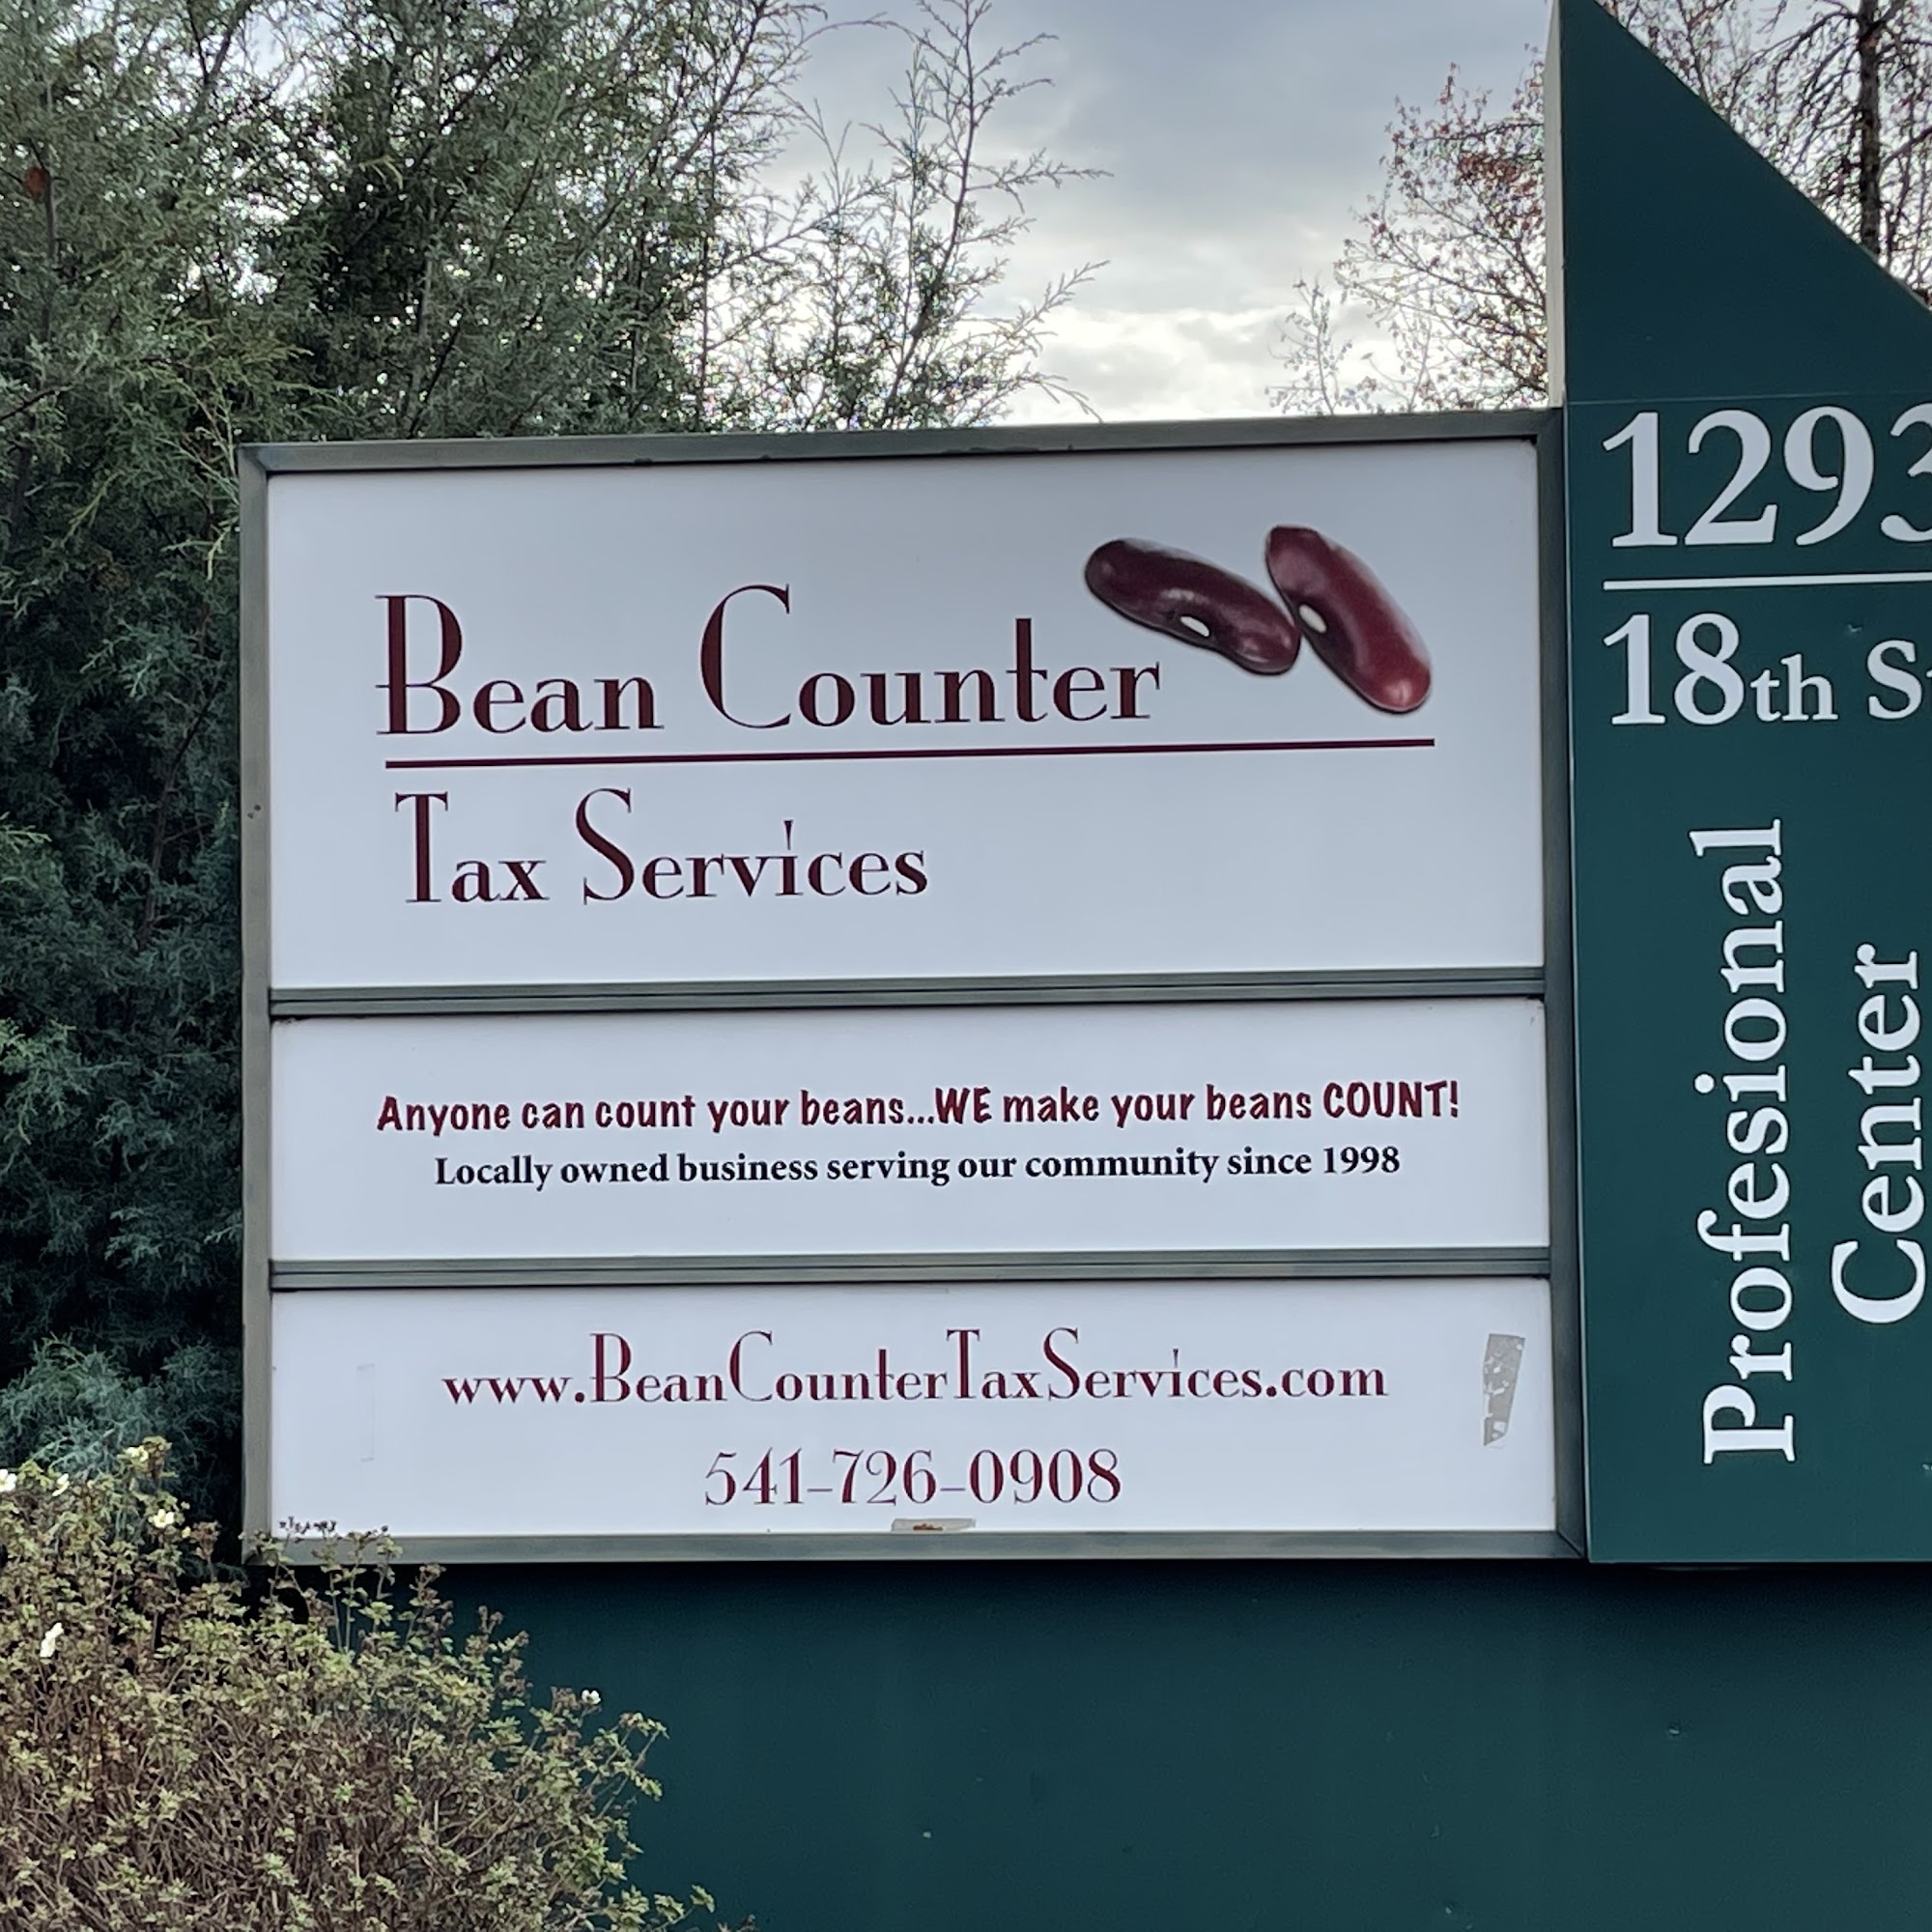 Bean Counter
Tax Services
Anyone can count your beans...WE make your beans COUNT!
Locally owned business serving our community since 1998
www.BeanCounterTaxServices.com
541-726-0908
1293
18th
Professional
Center